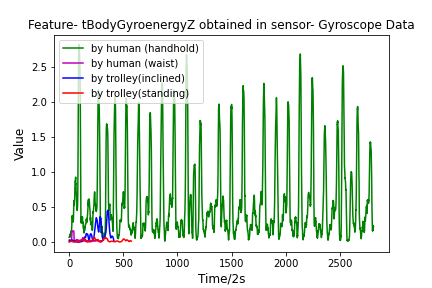 Feature- tBodyGyroenergyZ obtained in sensor- Gyroscope Data
by human (handhold)
by human (waist)
by trolley(inclined)
by trolley(standing)
Value
2.5
2.0
1.5
1.0
0.5
0.0
0 500 1000 1500 2000 2500
Time/2s